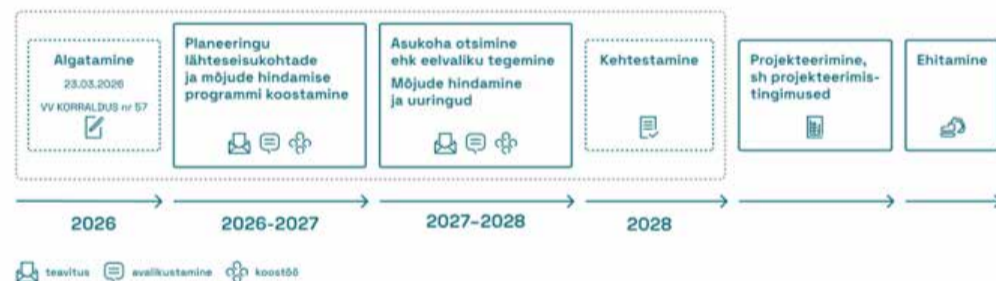 Algatamine
23.03.2026
VV KORRALDUS nr 57
Planeeringu
lähteseisukohtade
ja mõjude hindamise
programmi koostamine
Asukoha otsimine
ehk eelvaliku tegemine
Mõjude hindamine
ja uuringud
Kehtestamine
Projekteerimine,
sh projekteerimis-
tingimused
Ehitamine
2026
2026-2027
2027-2028
2028
teavitus
avalikustamine
koostöö